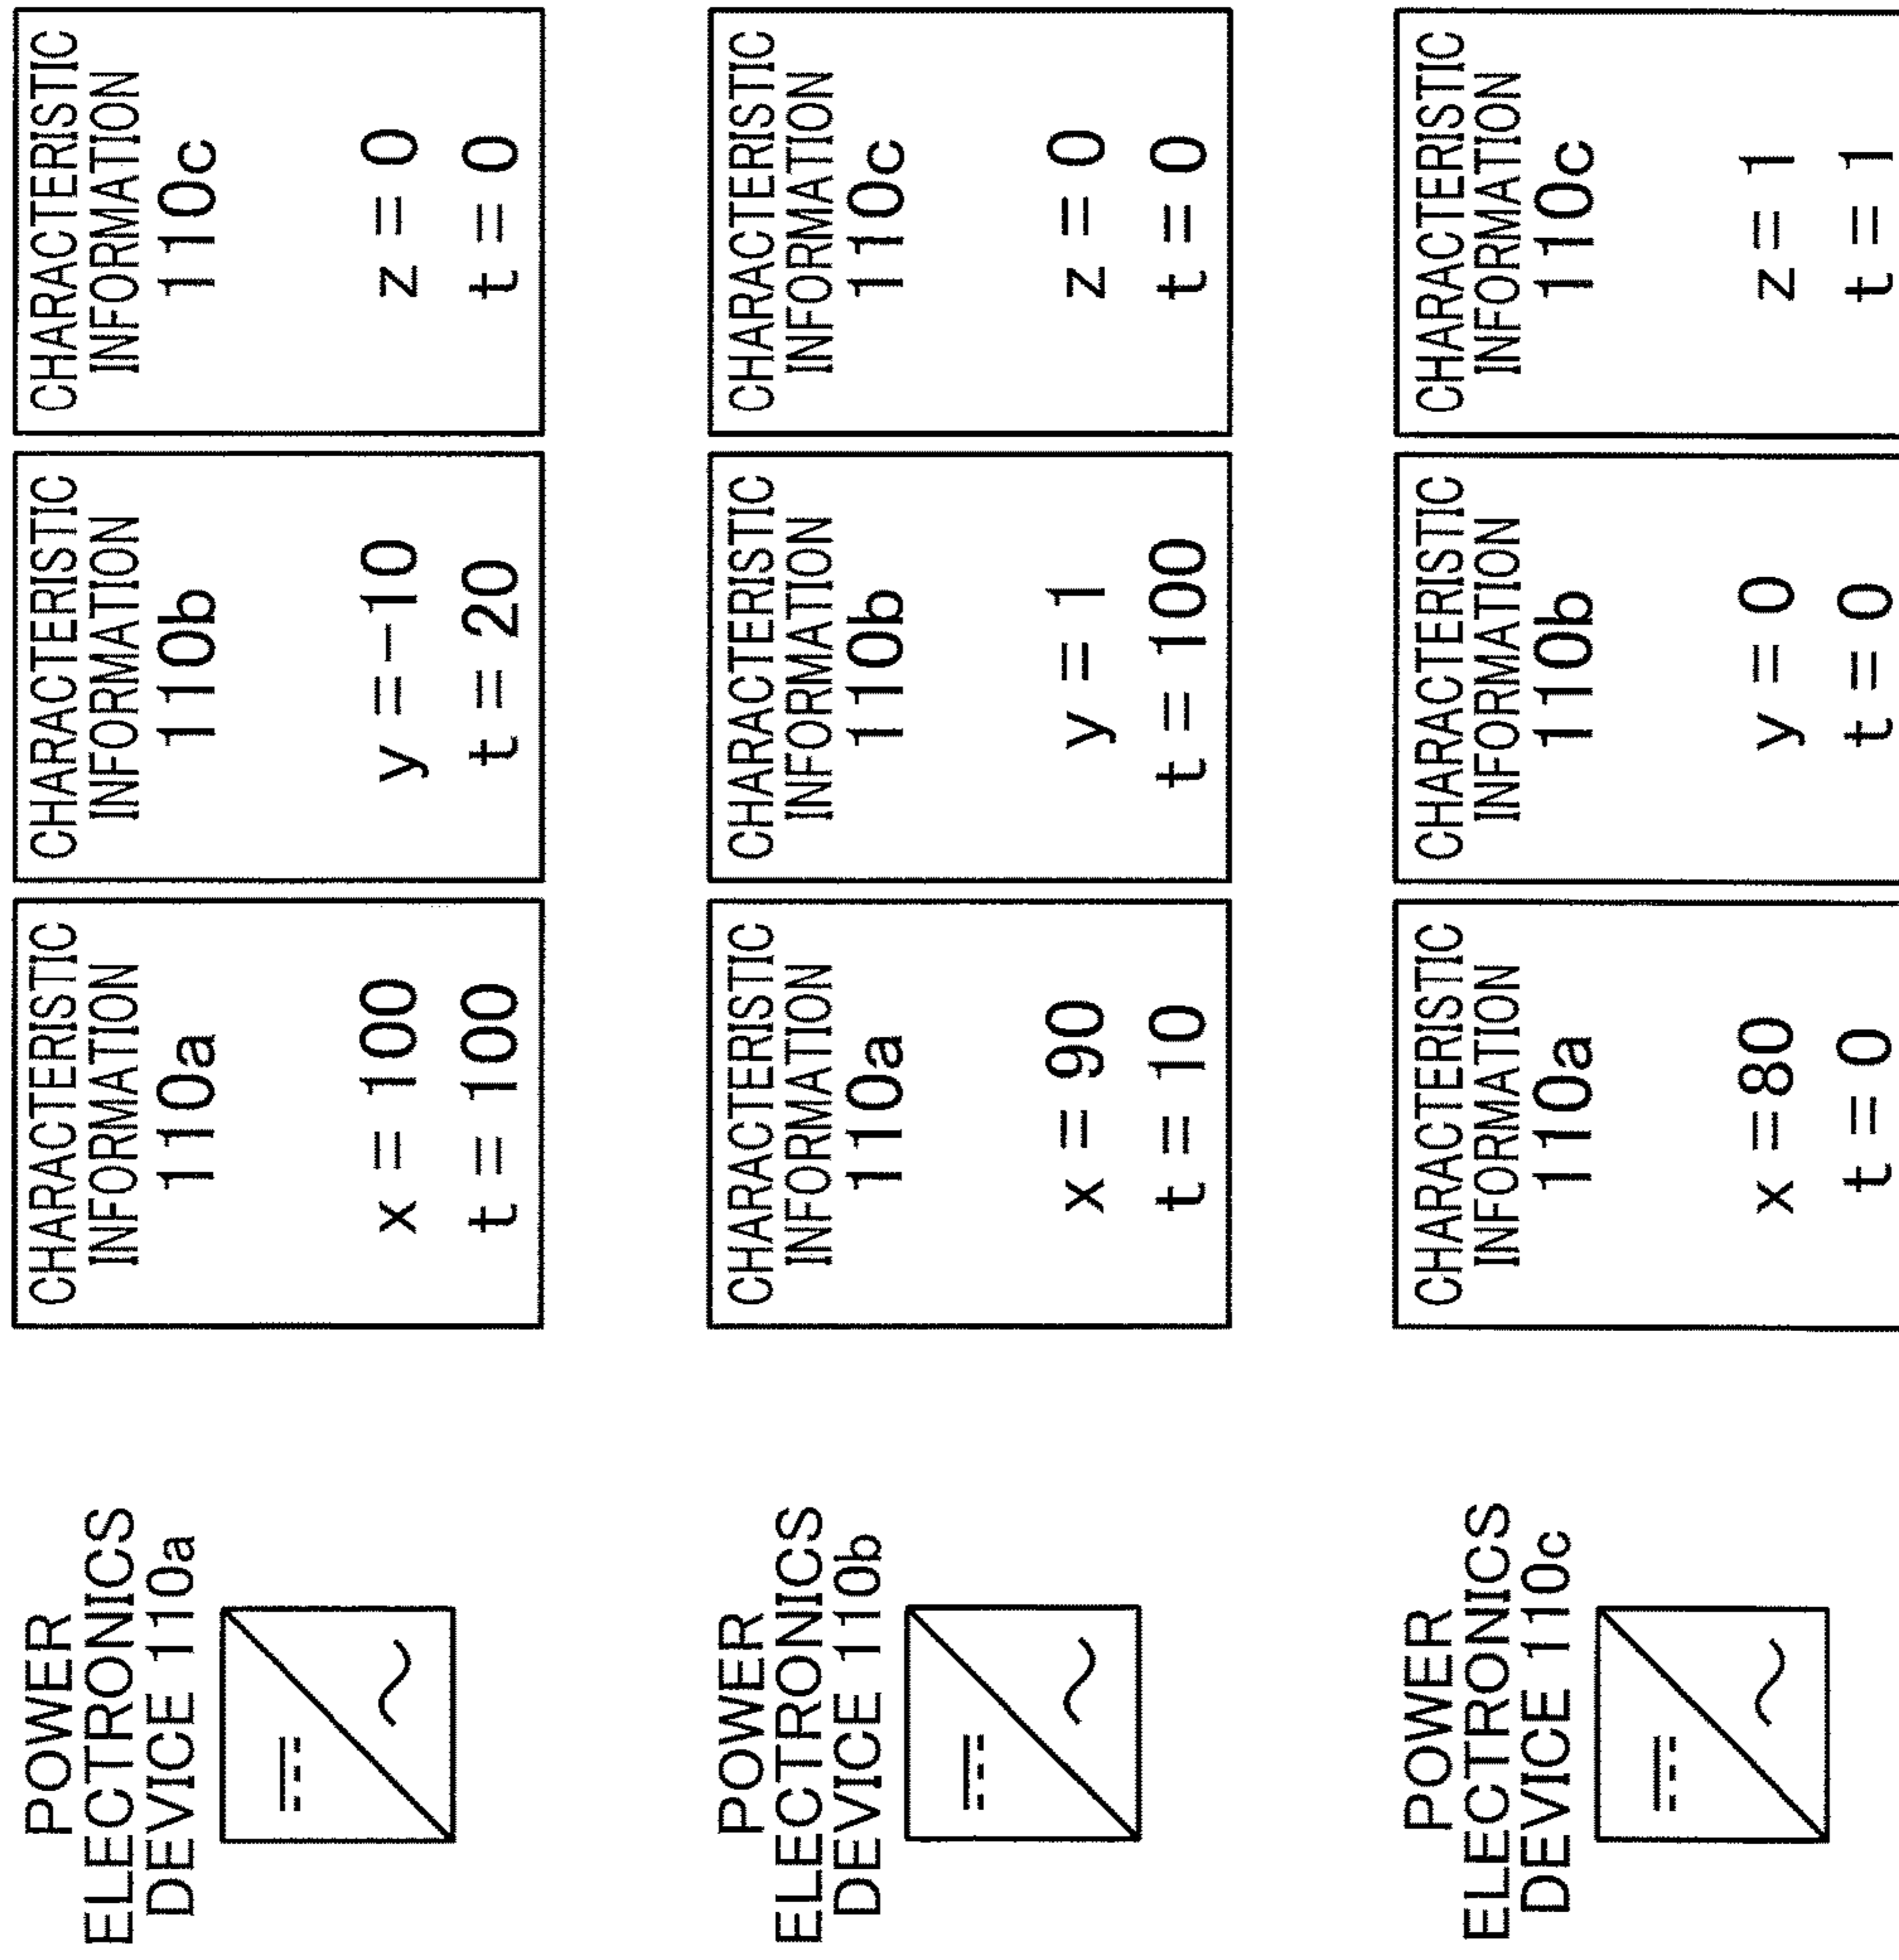 POWER
ELECTRONICS
DEVICE 110a
CHARACTERISTIC
INFORMATION
110a
x = 100
t = 100
CHARACTERISTIC
INFORMATION
110b
y =−10
t = 20
CHARACTERISTIC
INFORMATION
110c
z = 0
t = 0
POWER
ELECTRONICS
DEVICE 110b
CHARACTERISTIC
INFORMATION
110a
x = 90
t = 10
CHARACTERISTIC
INFORMATION
110b
y = 1
t = 100
CHARACTERISTIC
INFORMATION
110c
z = 0
t = 0
POWER
ELECTRONICS
DEVICE 110c
CHARACTERISTIC
INFORMATION
110a
x =80
t = 0
CHARACTERISTIC
INFORMATION
110b
y = 0
t = 0
CHARACTERISTIC
INFORMATION
110c
z = 1
t = 1